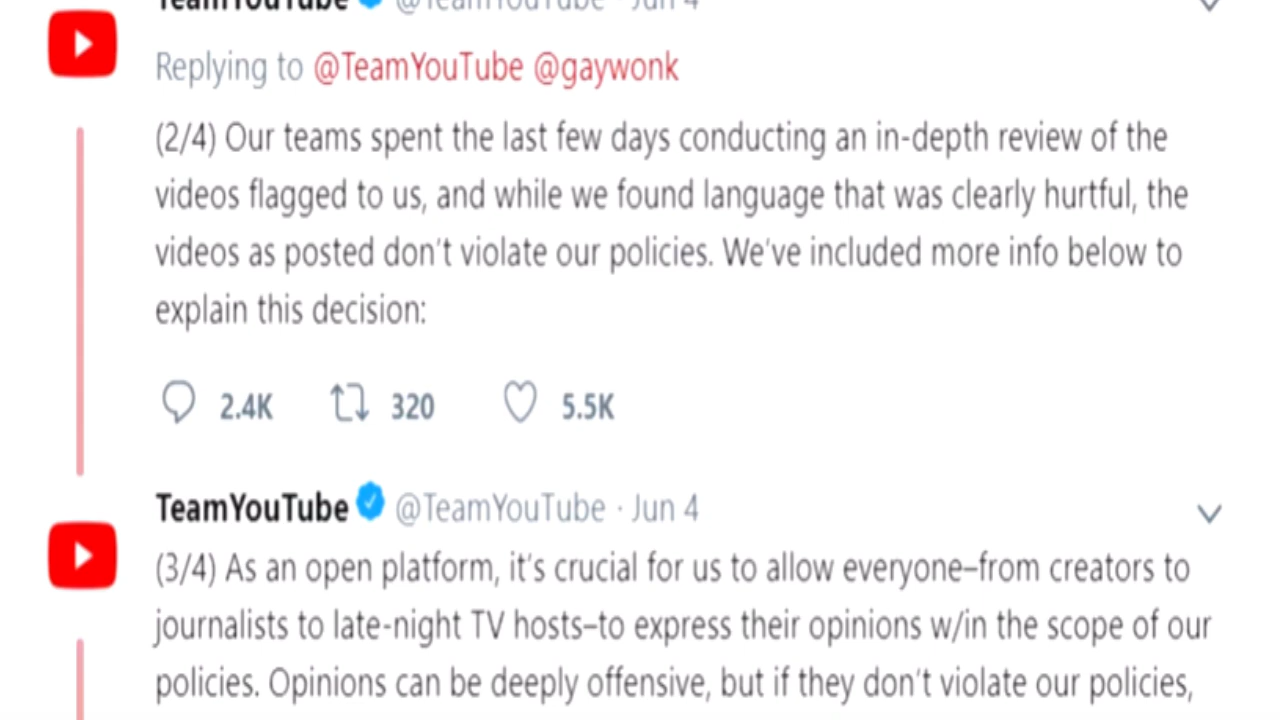 TeamYouTube @TeamYouTube · Jun 4
Replying to @TeamYouTube @gaywonk
(2/4) Our teams spent the last few days conducting an in-depth review of the
videos flagged to us, and while we found language that was clearly hurtful, the
videos as posted don't violate our policies. We've included more info below to
explain this decision:
2.4K 320 5.5K
TeamYouTube @TeamYouTube · Jun 4
(3/4) As an open platform, it's crucial for us to allow everyone–from creators to
journalists to late-night TV hosts–to express their opinions w/in the scope of our
policies. Opinions can be deeply offensive, but if they don't violate our policies,